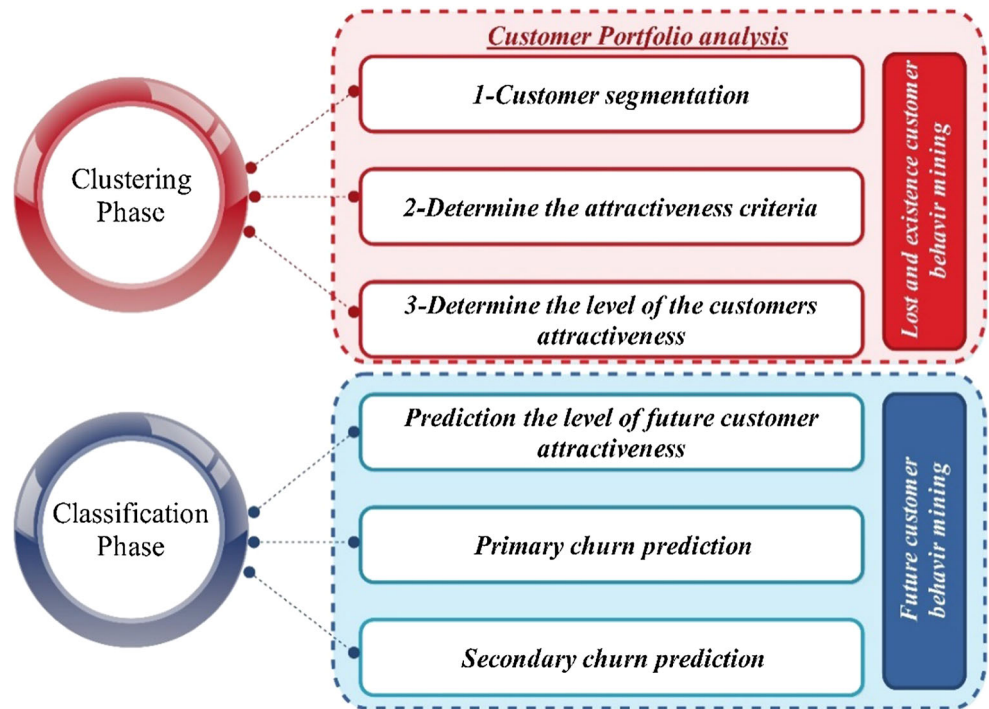 Customer Portfolio analysis
Clustering
Phase
1-Customer segmentation
2-Determine the attractiveness criteria
3-Determine the level of the customers
attractiveness
Lost and existence customer
behavir mining
Classification
Phase
Prediction the level of future customer
attractiveness
Primary churn prediction
Secondary churn prediction
Future customer
behavir mining